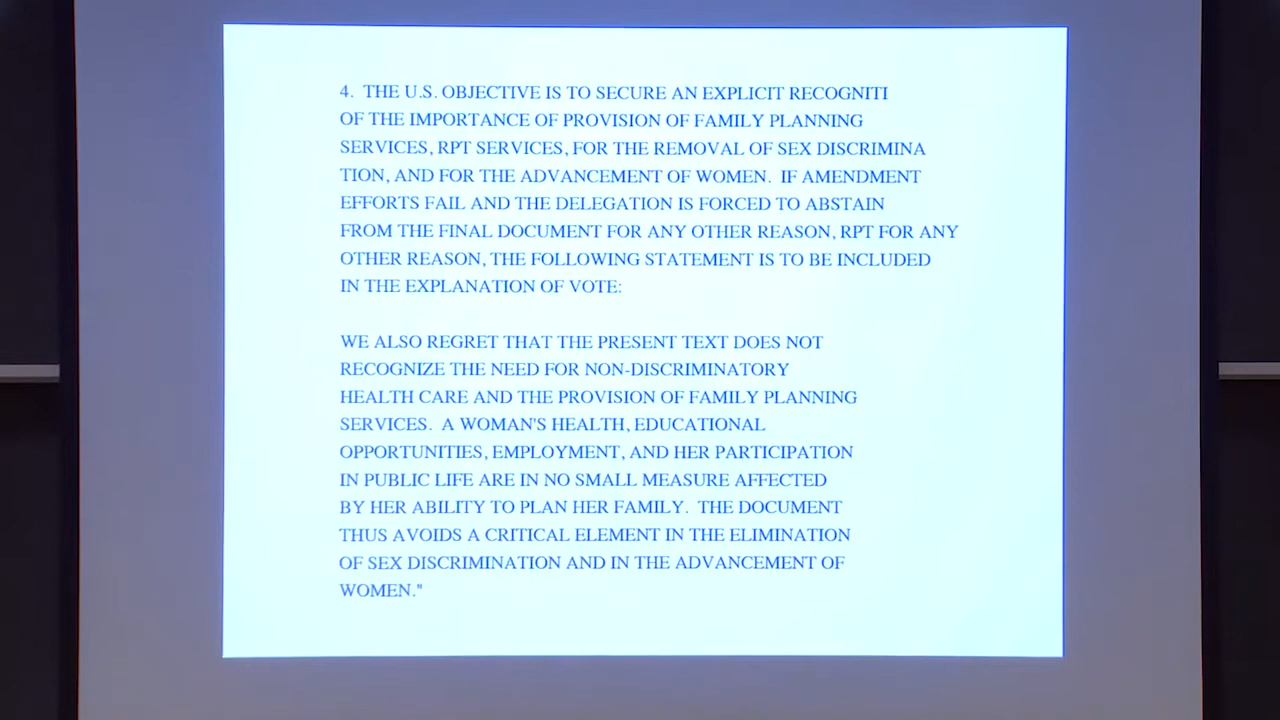 4.  THE U.S. OBJECTIVE IS TO SECURE AN EXPLICIT RECOGNITI
OF THE IMPORTANCE OF PROVISION OF FAMILY PLANNING
SERVICES, RPT SERVICES, FOR THE REMOVAL OF SEX DISCRIMINA
TION, AND FOR THE ADVANCEMENT OF WOMEN.  IF AMENDMENT
EFFORTS FAIL AND THE DELEGATION IS FORCED TO ABSTAIN
FROM THE FINAL DOCUMENT FOR ANY OTHER REASON, RPT FOR ANY
OTHER REASON, THE FOLLOWING STATEMENT IS TO BE INCLUDED
IN THE EXPLANATION OF VOTE:
WE ALSO REGRET THAT THE PRESENT TEXT DOES NOT
RECOGNIZE THE NEED FOR NON-DISCRIMINATORY
HEALTH CARE AND THE PROVISION OF FAMILY PLANNING
SERVICES.  A WOMAN'S HEALTH, EDUCATIONAL
OPPORTUNITIES, EMPLOYMENT, AND HER PARTICIPATION
IN PUBLIC LIFE ARE IN NO SMALL MEASURE AFFECTED
BY HER ABILITY TO PLAN HER FAMILY.  THE DOCUMENT
THUS AVOIDS A CRITICAL ELEMENT IN THE ELIMINATION
OF SEX DISCRIMINATION AND IN THE ADVANCEMENT OF
WOMEN."